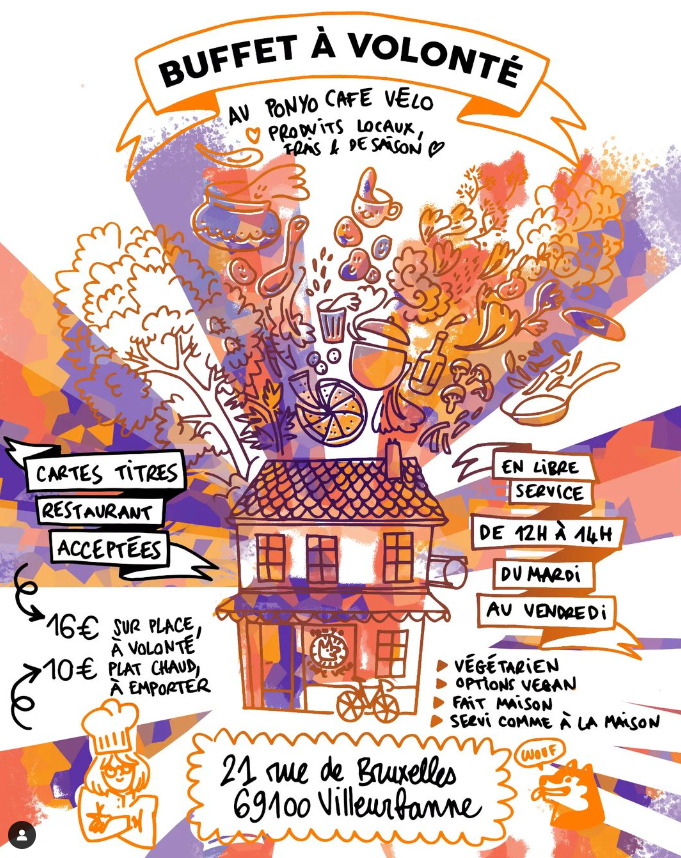 BUFFET À VOLONTÉ
AU PONYO CAFE VELO
PRODUITS LOCAUX,
FRAIS & DE SAISON
CARTES TITRES
RESTAURANT
ACCEPTÉES
EN LIBRE
SERVICE
DE 12H À 14H
DU MARDI
AU VENDREDI
16€ SUR PLACE,
À VOLONTÉ
10€ PLAT CHAUD,
À EMPORTER
VÉGÉTARIEN
OPTIONS VEGAN
FAIT MAISON
SERVI COMME À LA MAISON
21 rue de Bruxelles
69100 Villeurbanne
WOOF